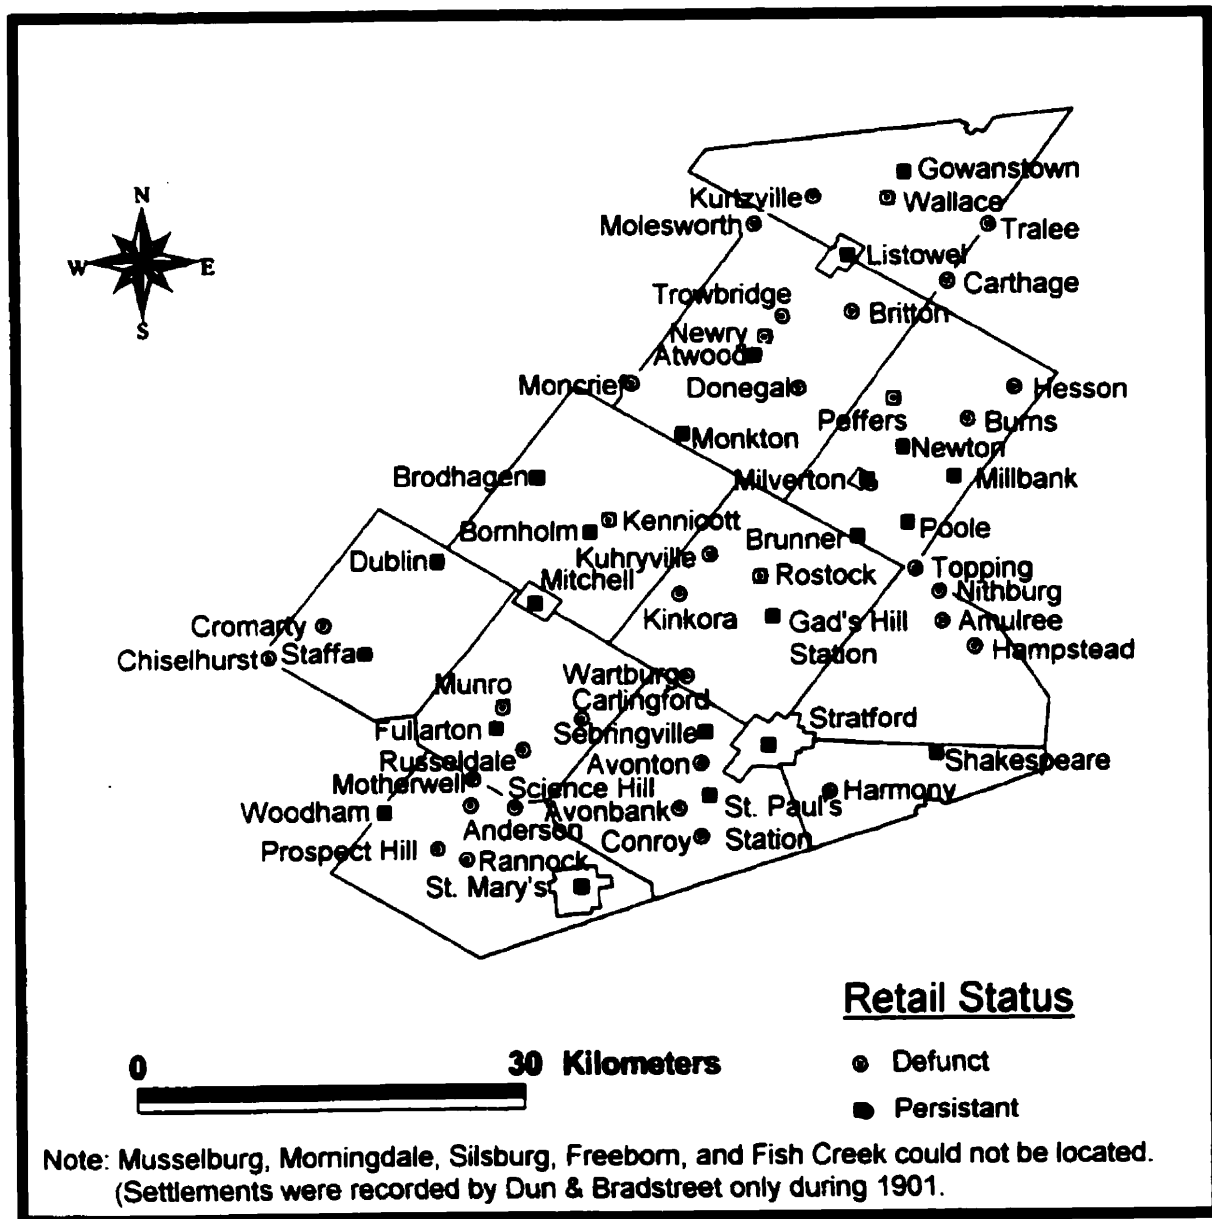 Gowanstown
Kurtzville
Wallace
Molesworth
Tralee
N
W
E
S
Listowel
Carthage
Trowbridge
Britton
Newry
Atwood
Moncrief
Donegal
Hesson
Peffers
Burns
Monkton
Newton
Brodhagen
Milverton
Millbank
Kennicott
Bornholm
Brunner
Poole
Dublin
Kuhryville
Topping
Mitchell
Rostock
Nithburg
Kinkora
Gad's Hill
Station
Amulree
Cromarty
Hampstead
Chiselhurst
Staffa
Wartburg
Munro
Carlingford
Stratford
Fullarton
Sebringville
Russeldale
Avonton
Shakespeare
Motherwell
Science Hill
Harmony
Woodham
Avonbank
St. Paul's
Station
Anderson
Conroy
Prospect Hill
Rannock
St. Mary's
Retail Status
0
30 Kilometers
Defunct
Persistant
Note: Musselburg, Morningdale, Silsburg, Freeborn, and Fish Creek could not be located.
(Settlements were recorded by Dun & Bradstreet only during 1901.